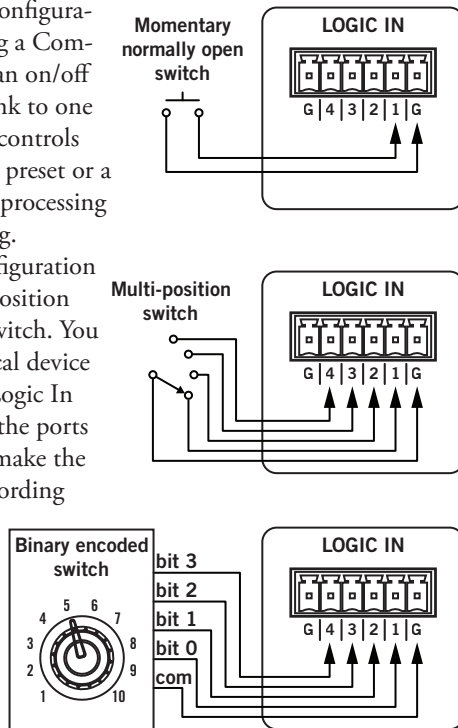 onfigura-
g a Com-
an on/off
nk to one
controls
preset or a
processing
g.
figuration
position
witch. You
cal device
Logic In
the ports
make the
ording
Momentary
normally open
switch
LOGIC IN
G 4 3 2 1 G
Multi-position
switch
LOGIC IN
G 4 3 2 1 G
Binary encoded
switch
1 2 3 4 5 6 7 8 9 10
bit 3
bit 2
bit 1
bit 0
com
LOGIC IN
G 4 3 2 1 G